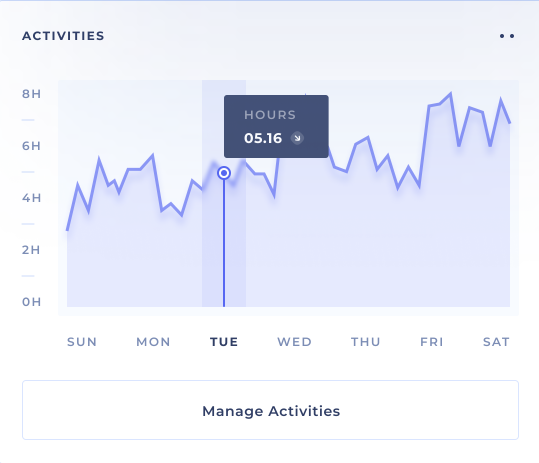 ACTIVITIES
8H
HOURS
05.16
6H
4H
2H
0H
SUN MON TUE WED THU FRI SAT
Manage Activities